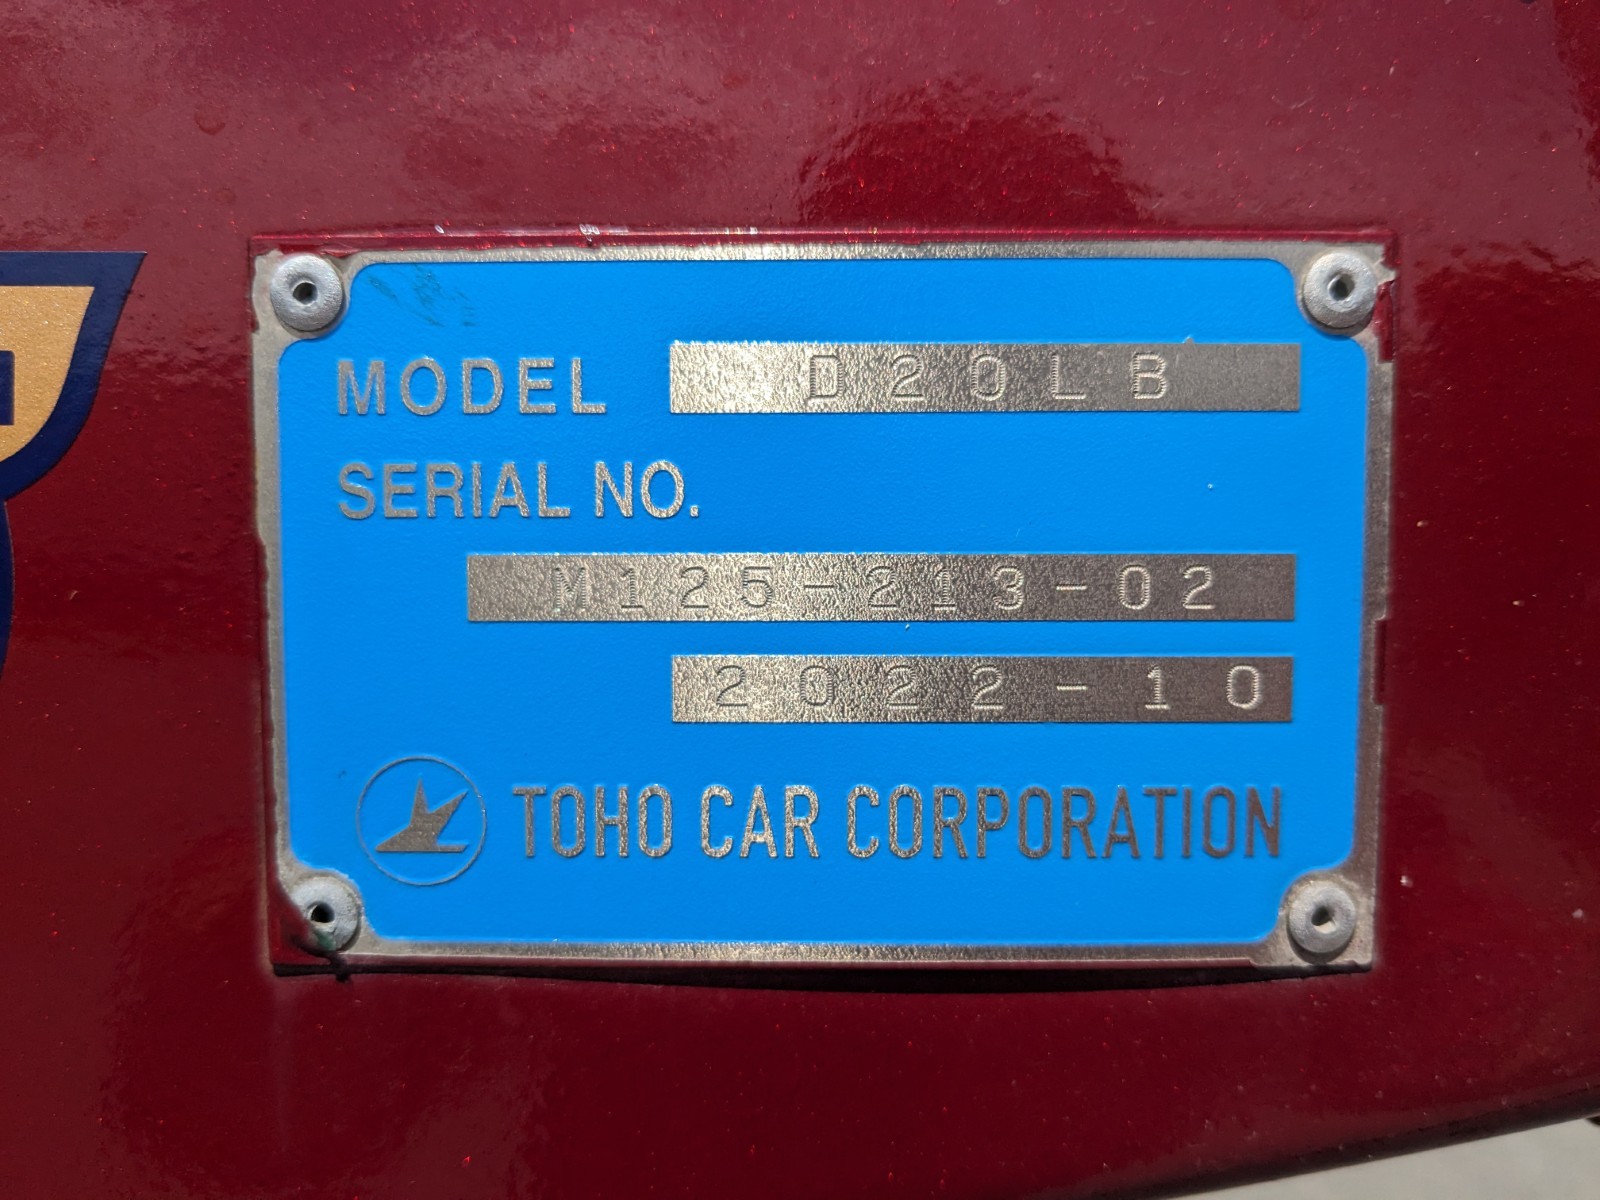 MODEL D20LB
SERIAL NO.
M125-213-02
2022-10
TOHO CAR CORPORATION